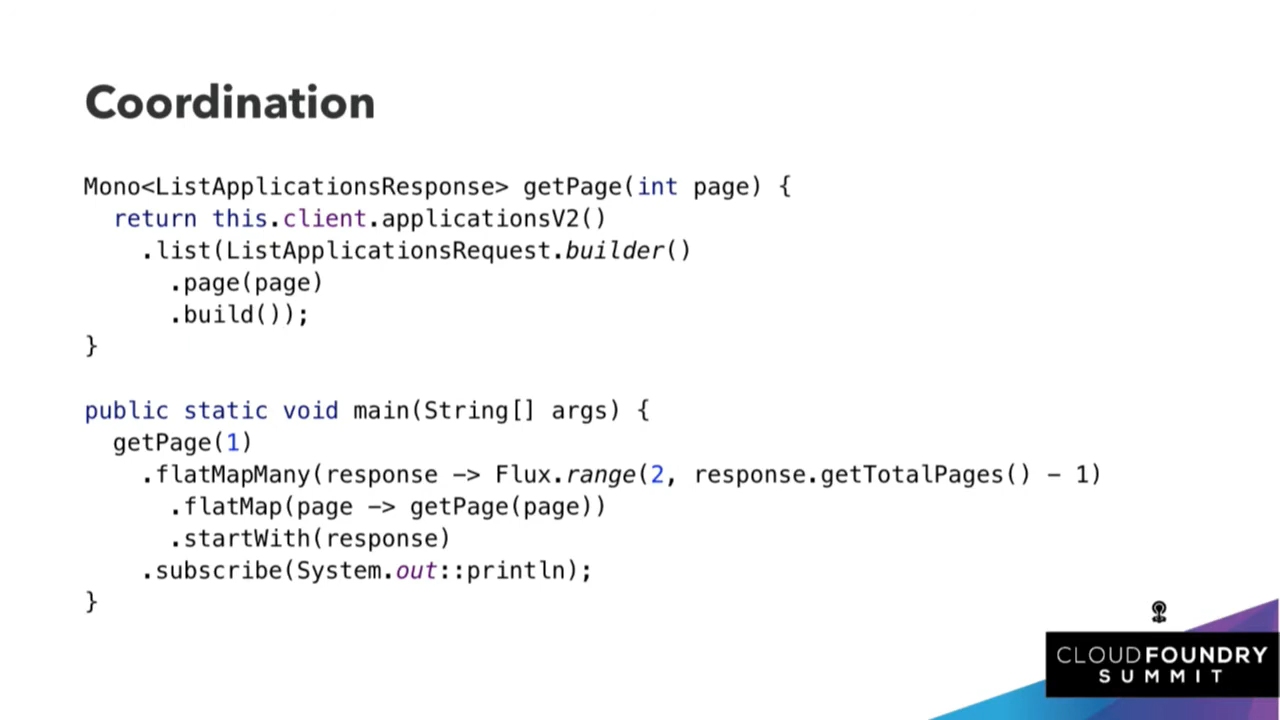 Coordination
Mono<ListApplicationsResponse> getPage(int page) {
  return this.client.applicationsV2()
    .list(ListApplicationsRequest.builder()
      .page(page)
      .build());
}
public static void main(String[] args) {
  getPage(1)
    .flatMapMany(response -> Flux.range(2, response.getTotalPages() - 1)
      .flatMap(page -> getPage(page))
      .startWith(response)
    .subscribe(System.out::println);
}
CLOUDFOUNDRY
SUMMIT